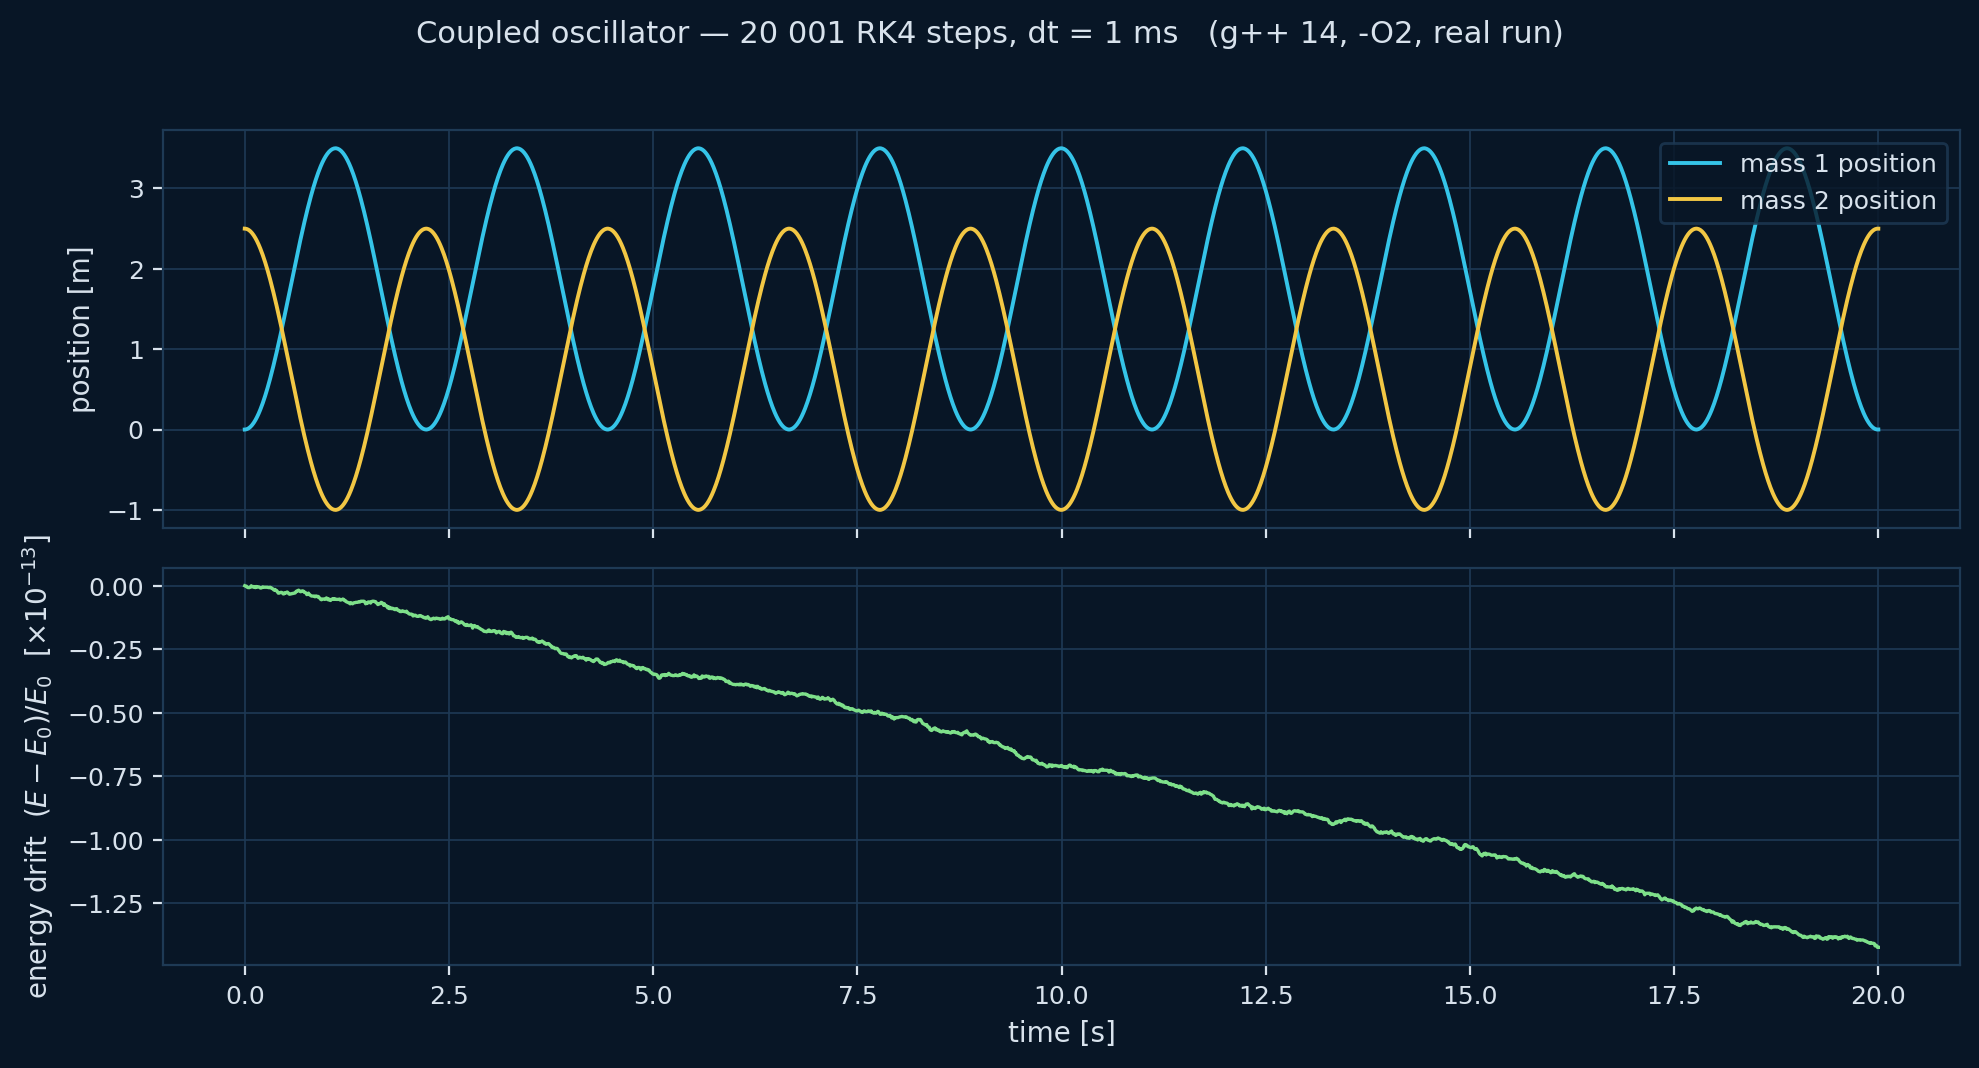 Coupled oscillator — 20 001 RK4 steps, dt = 1 ms (g++ 14, -O2, real run)
position [m]
3
2
1
0
−1
mass 1 position
mass 2 position
energy drift (E − E₀)/E₀ [×10⁻¹³]
0.00
−0.25
−0.50
−0.75
−1.00
−1.25
0.0 2.5 5.0 7.5 10.0 12.5 15.0 17.5 20.0
time [s]